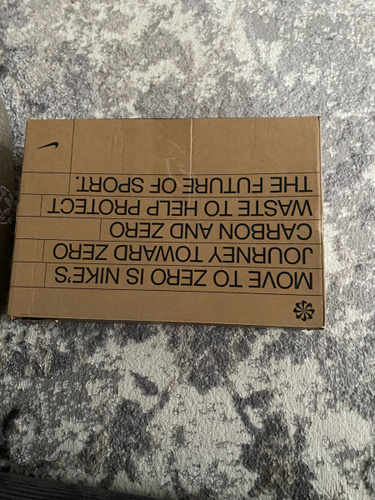 MOVE TO ZERO IS NIKE'S
JOURNEY TOWARD ZERO
CARBON AND ZERO
WASTE TO HELP PROTECT
THE FUTURE OF SPORT.